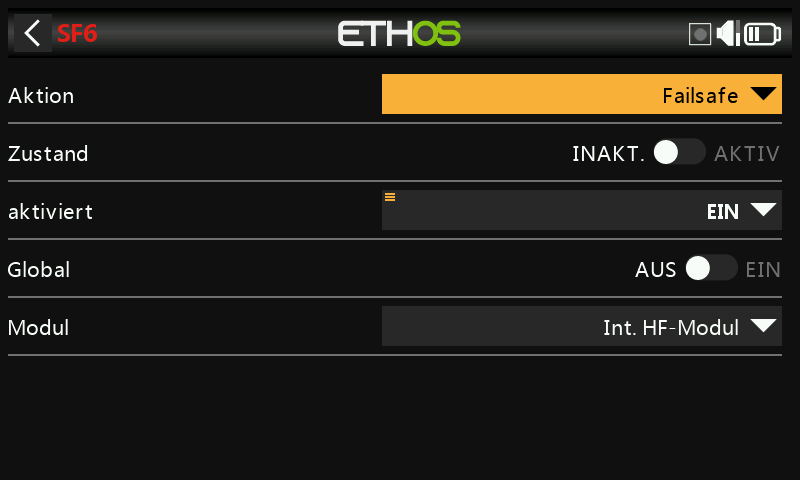 SF6 ETHOS
Aktion Failsafe
Zustand INAKT. AKTIV
aktiviert EIN
Global AUS EIN
Modul Int. HF-Modul